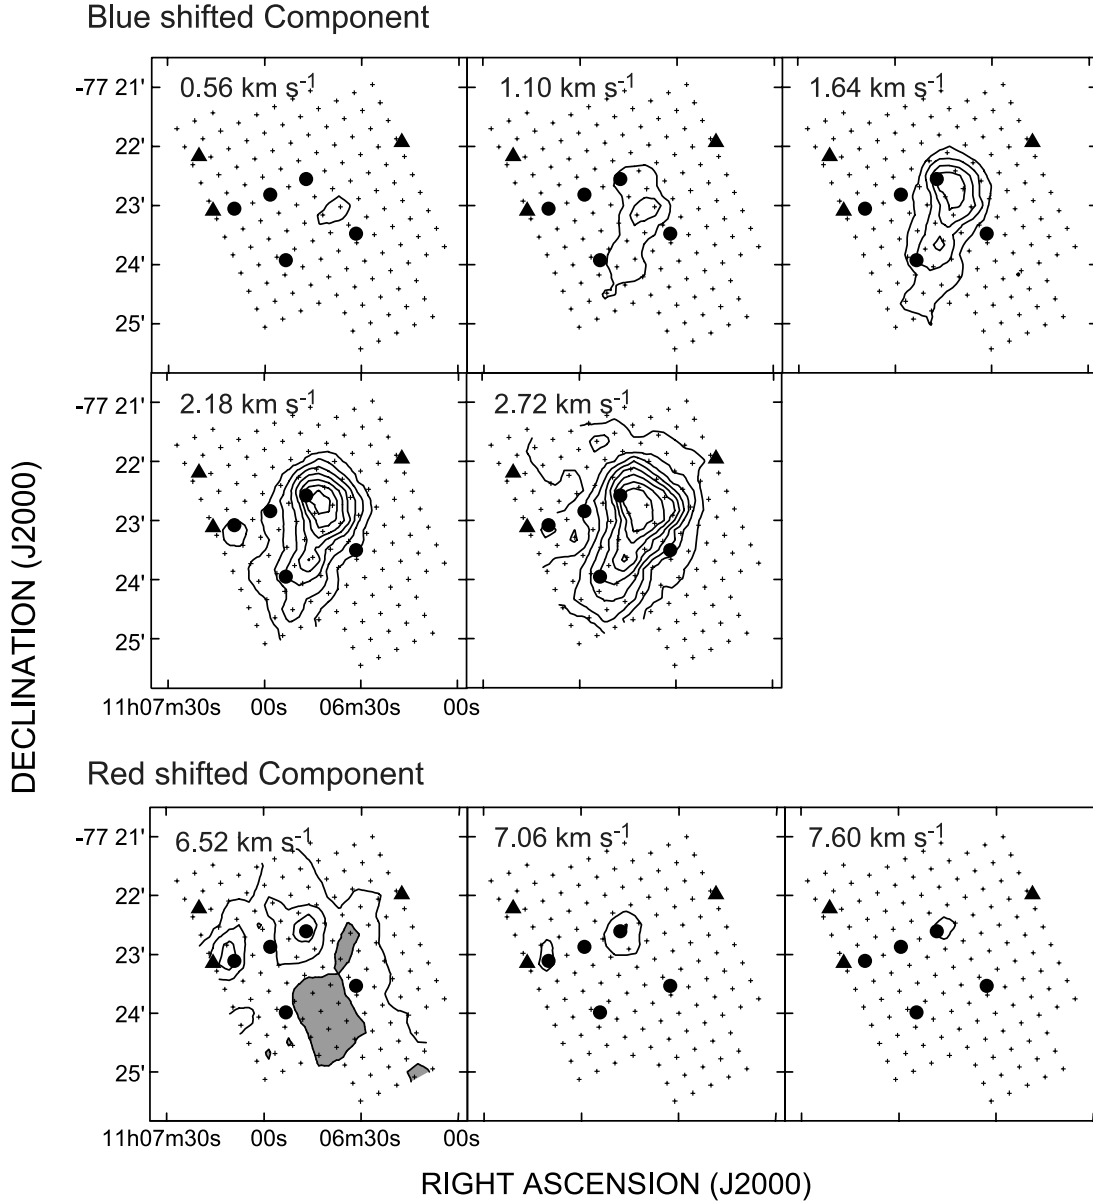 Blue shifted Component
0.56 km s-1
1.10 km s-1
1.64 km s-1
-77 21'
22'
23'
24'
25'
2.18 km s-1
2.72 km s-1
-77 21'
22'
23'
24'
25'
11h07m30s 00s 06m30s 00s
DECLINATION (J2000)
Red shifted Component
6.52 km s-1
7.06 km s-1
7.60 km s-1
-77 21'
22'
23'
24'
25'
11h07m30s 00s 06m30s 00s
RIGHT ASCENSION (J2000)